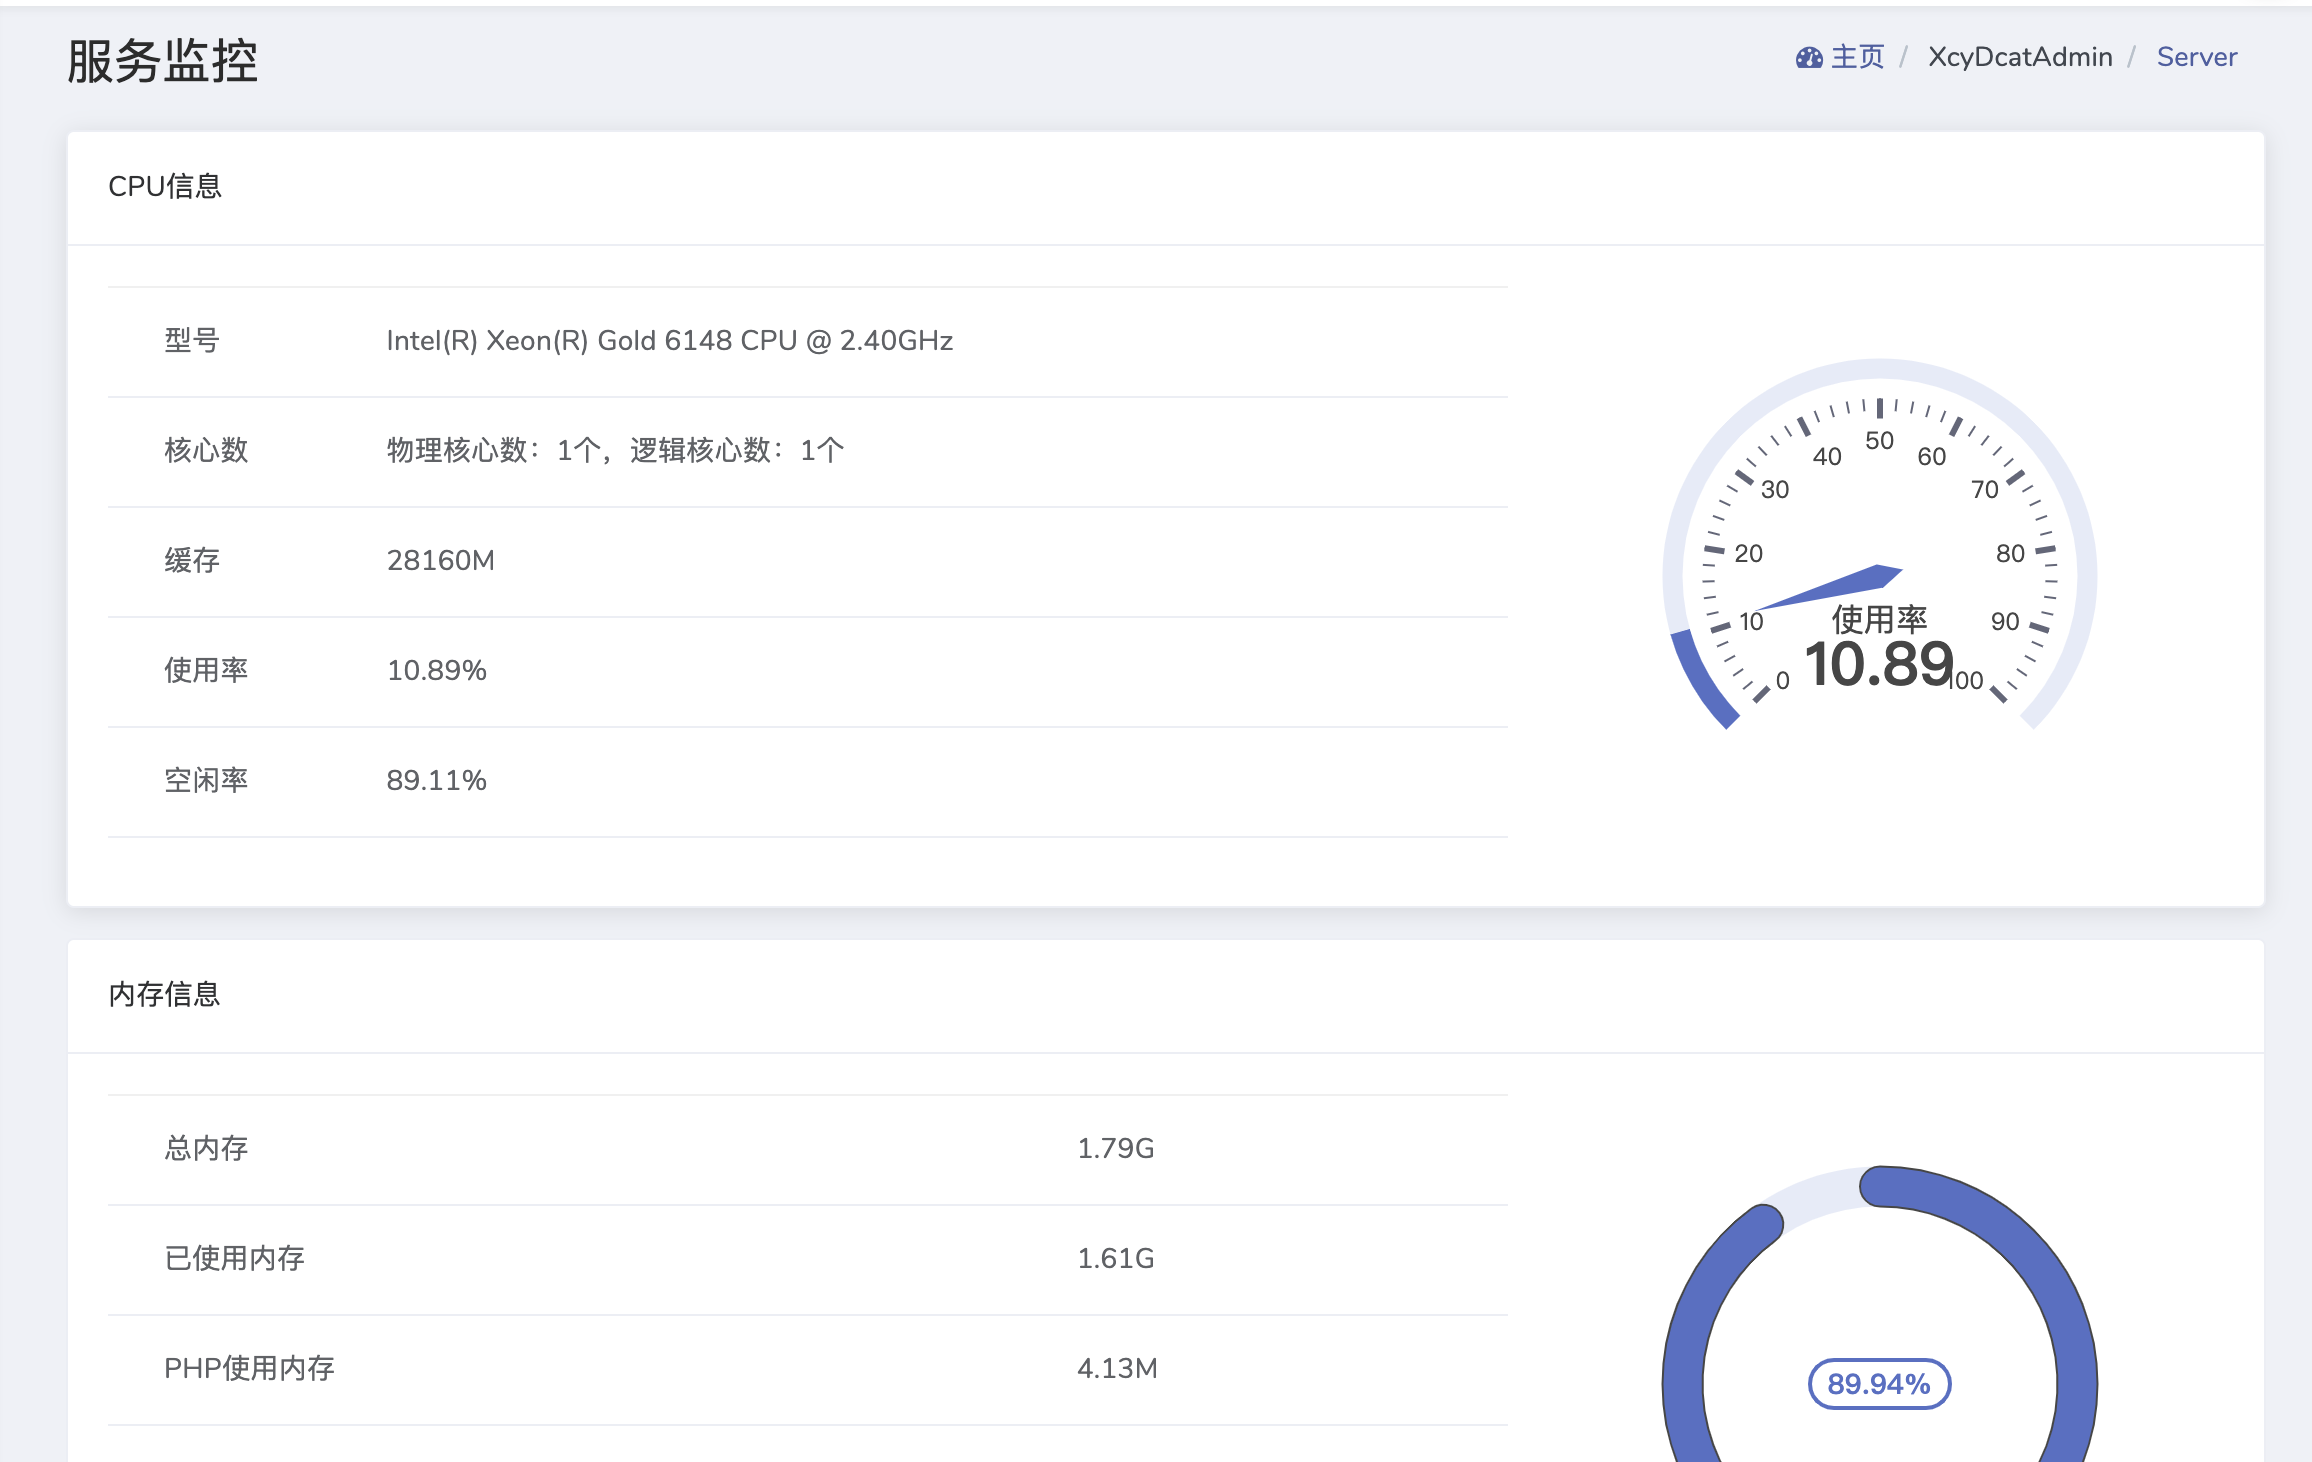 服务监控
主页 / XcyDcatAdmin / Server
CPU信息
型号 Intel(R) Xeon(R) Gold 6148 CPU @ 2.40GHz
核心数 物理核心数：1个，逻辑核心数：1个
缓存 28160M
使用率 10.89%
空闲率 89.11%
0
10
20
30
40
50
60
70
80
90
100
使用率
10.89
内存信息
总内存 1.79G
已使用内存 1.61G
PHP使用内存 4.13M
89.94%